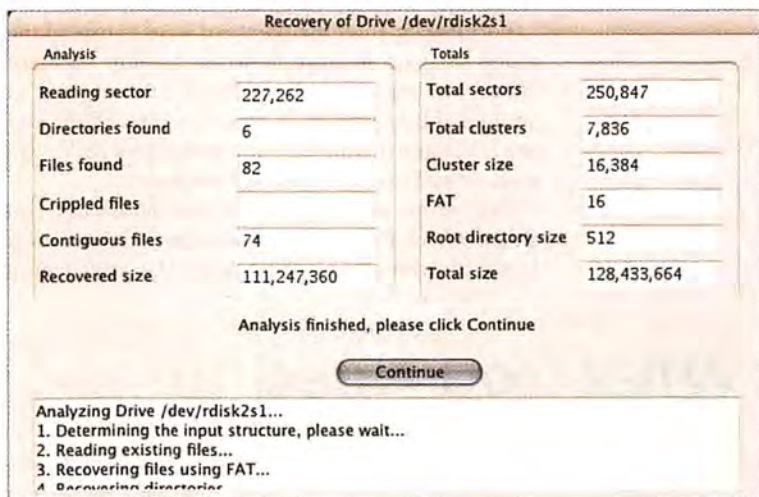 Recovery of Drive /dev/rdisk2s1
Analysis
Reading sector 227,262
Directories found 6
Files found 82
Crippled files
Contiguous files 74
Recovered size 111,247,360
Totals
Total sectors 250,847
Total clusters 7,836
Cluster size 16,384
FAT 16
Root directory size 512
Total size 128,433,664
Analysis finished, please click Continue
Continue
Analyzing Drive /dev/rdisk2s1...
1. Determining the input structure, please wait...
2. Reading existing files...
3. Recovering files using FAT...
4. Recovering directories